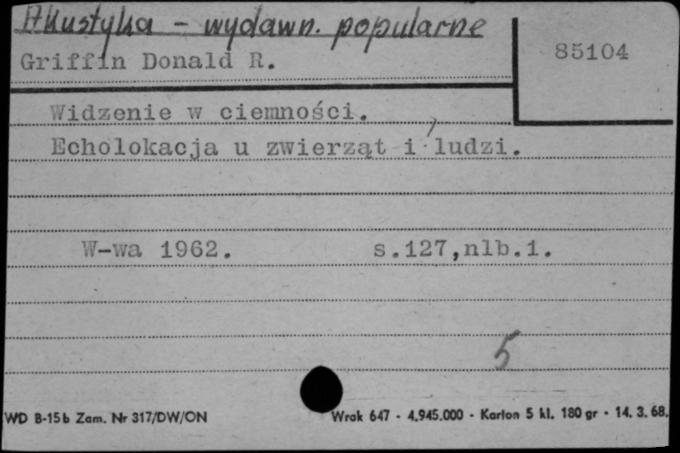 Akustyka - wydawn. popularne
Griffin Donald R.
85104
Widzenie w ciemności.
Echolokacja u zwierząt i ludzi.
W-wa 1962. s.127,nlb.1.
5
WD B-15b Zam. Nr 317/DW/ON Wrak 647 - 4.945.000 - Karton 5 kl. 180 gr - 14. 3. 68.